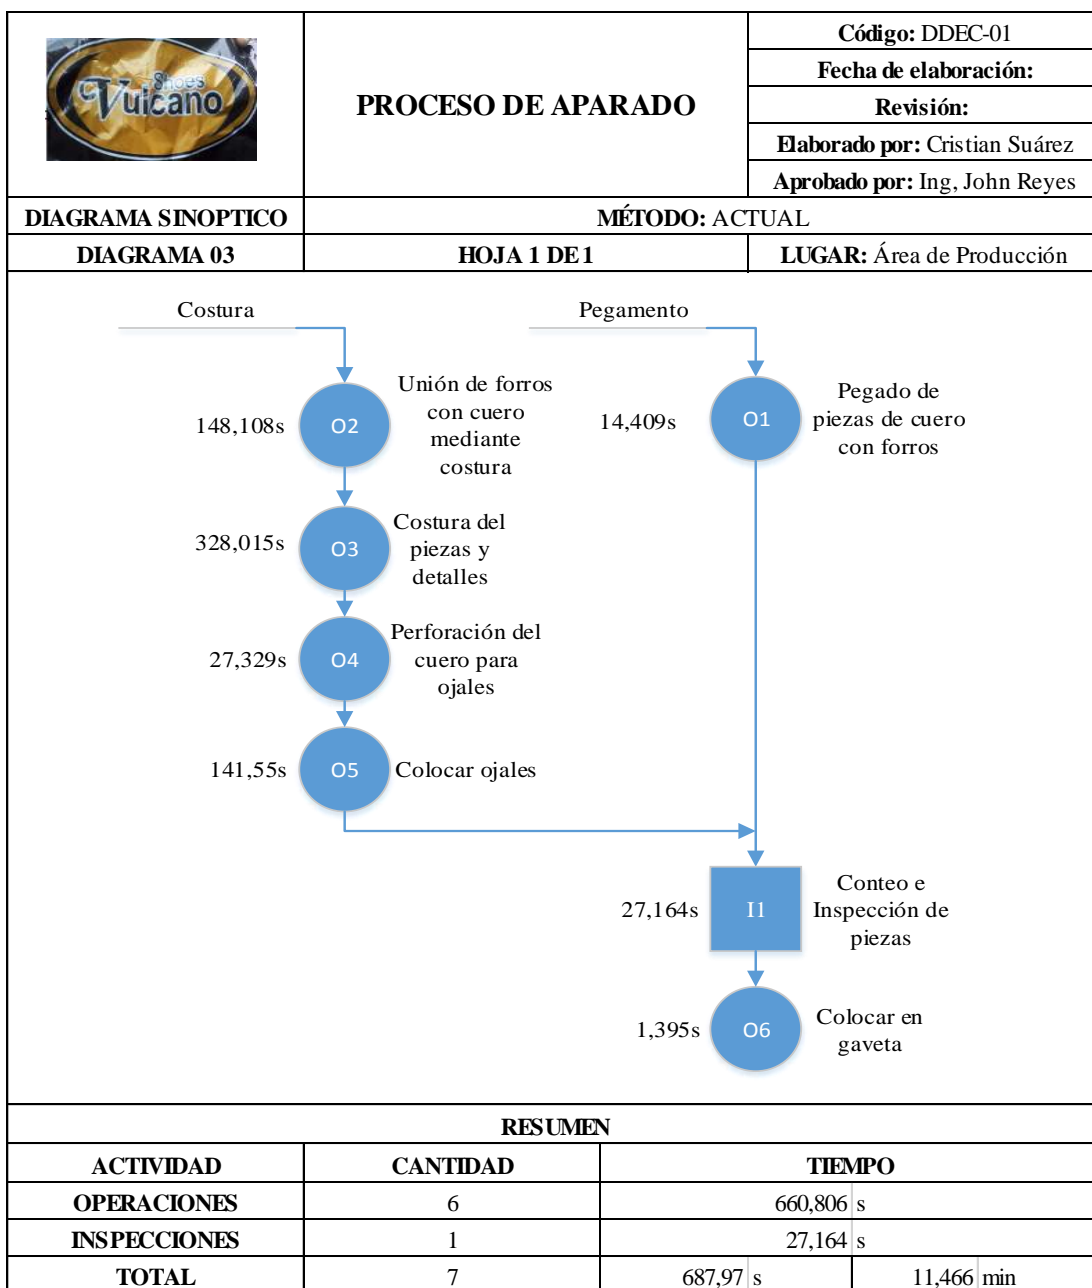 Shoes
Vulcano
PROCESO DE APARADO
Código: DDEC-01
Fecha de elaboración:
Revisión:
Elaborado por: Cristian Suárez
Aprobado por: Ing, John Reyes
DIAGRAMA SINOPTICO
MÉTODO: ACTUAL
DIAGRAMA 03
HOJA 1 DE 1
LUGAR: Área de Producción
Costura
148,108s
O2
Unión de forros
con cuero
mediante
costura
328,015s
O3
Costura del
piezas y
detalles
27,329s
O4
Perforación del
cuero para
ojales
141,55s
O5
Colocar ojales
Pegamento
14,409s
O1
Pegado de
piezas de cuero
con forros
27,164s
I1
Conteo e
Inspección de
piezas
1,395s
O6
Colocar en
gaveta
RESUMEN
ACTIVIDAD CANTIDAD TIEMPO
OPERACIONES 6 660,806 s
INSPECCIONES 1 27,164 s
TOTAL 7 687,97 s 11,466 min